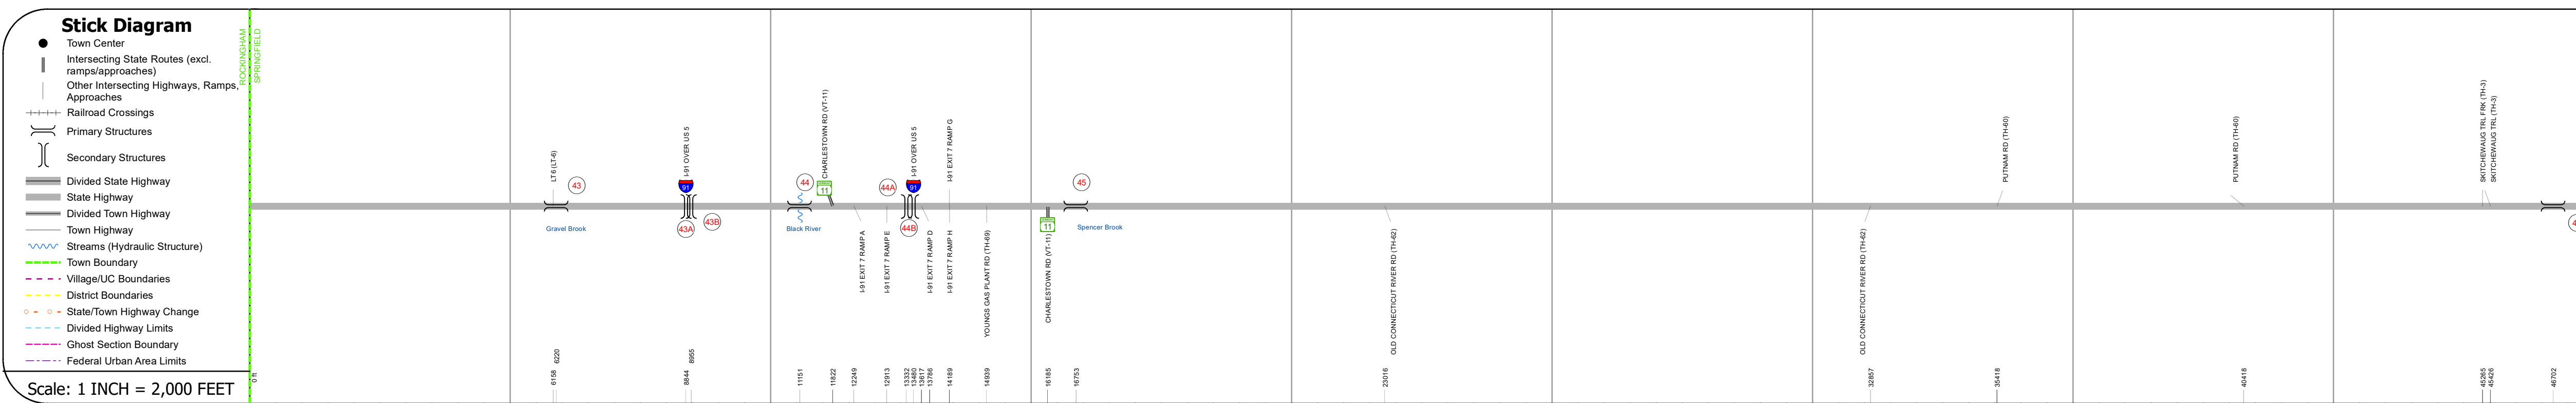 Stick Diagram
Town Center
Intersecting State Routes (excl.
ramps/approaches)
Other Intersecting Highways, Ramps,
Approaches
Railroad Crossings
Primary Structures
Secondary Structures
Divided State Highway
State Highway
Divided Town Highway
Town Highway
Streams (Hydraulic Structure)
Town Boundary
Village/UC Boundaries
District Boundaries
State/Town Highway Change
Divided Highway Limits
Ghost Section Boundary
Federal Urban Area Limits
Scale: 1 INCH = 2,000 FEET
ROCKINGHAM
SPRINGFIELD
LT 6 (LT-6)
43
Gravel Brook
I-91 OVER US 5
91
43A
43B
44
Black River
CHARLESTOWN RD (VT-11)
11
I-91 EXIT 7 RAMP A
44A
I-91 EXIT 7 RAMP E
I-91 OVER US 5
91
44B
I-91 EXIT 7 RAMP D
I-91 EXIT 7 RAMP G
I-91 EXIT 7 RAMP H
YOUNGS GAS PLANT RD (TH-69)
11
CHARLESTOWN RD (VT-11)
45
Spencer Brook
OLD CONNECTICUT RIVER RD (TH-62)
OLD CONNECTICUT RIVER RD (TH-62)
PUTNAM RD (TH-60)
PUTNAM RD (TH-60)
SKITCHEWAUG TRL FRK (TH-3)
SKITCHEWAUG TRL (TH-3)
0 ft
6158
6220
8844
8955
11151
11822
12249
12913
13332
13480
13617
13786
14189
14939
16185
16753
23016
32857
35418
40418
45265
45426
46702